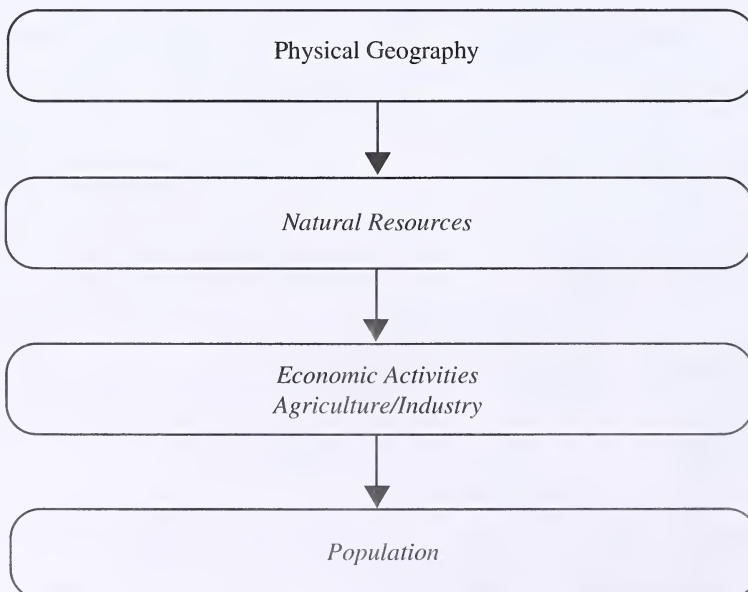 Physical Geography
Natural Resources
Economic Activities
Agriculture/Industry
Population